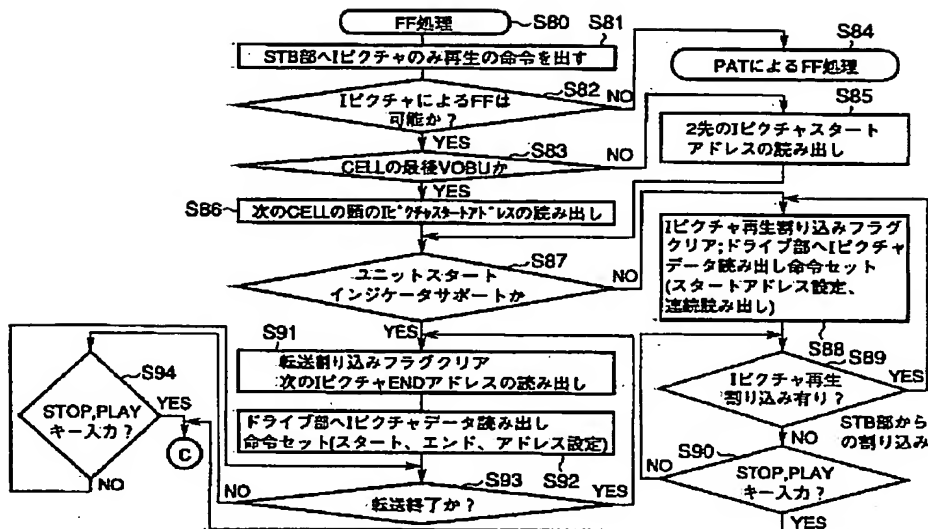 FF処理
S80
S81
STB部へIピクチャのみ再生の命令を出す
S82
IピクチャによるFFは
可能か？
NO
YES
S84
PATによるFF処理
S83
CELLの最後VOBUか
NO
YES
S85
2先のIピクチャスタート
アドレスの読み出し
S86
次のCELLの頭のIピクチャスタートアドレスの読み出し
S87
ユニットスタート
インジケータサポートか
NO
YES
Iピクチャ再生割り込みフラグ
クリア;ドライブ部へIピクチャ
データ読み出し命令セット
(スタートアドレス設定、
連続読み出し)
S88
S89
Iピクチャ再生
割り込み有り？
YES
NO
STB部から
の割り込み
S90
STOP,PLAY
キー入力？
NO
YES
S91
転送割り込みフラグクリア
次のIピクチャENDアドレスの読み出し
ドライブ部へIピクチャデータ読み出し
命令セット(スタート、エンド、アドレス設定)
S92
S93
転送終了か？
NO
YES
S94
STOP,PLAY
キー入力？
YES
NO
C